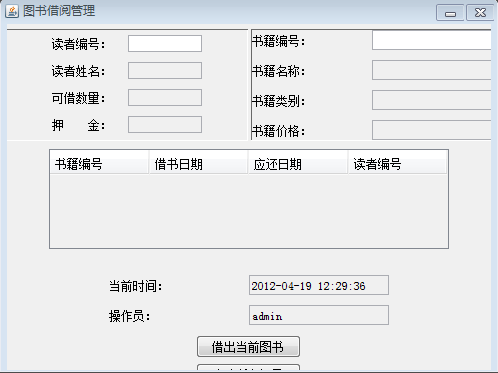 图书借阅管理
读者编号：
读者姓名：
可借数量：
押　　金：
书籍编号：
书籍名称：
书籍类别：
书籍价格：
书籍编号 借书日期 应还日期 读者编号
当前时间： 2012-04-19 12:29:36
操作员： admin
借出当前图书